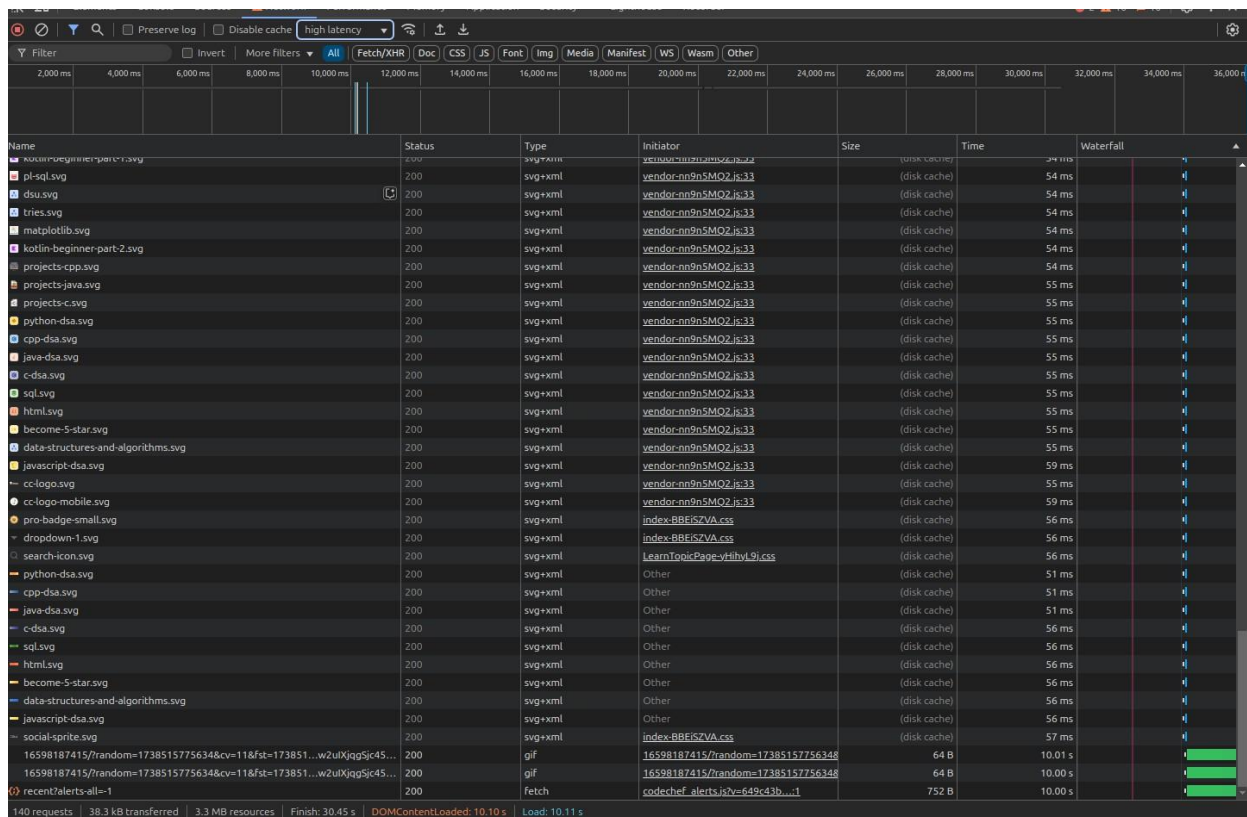 Preserve log Disable cache high latency
Filter Invert More filters All Fetch/XHR Doc CSS JS Font Img Media Manifest WS Wasm Other
2,000 ms 4,000 ms 6,000 ms 8,000 ms 10,000 ms 12,000 ms 14,000 ms 16,000 ms 18,000 ms 20,000 ms 22,000 ms 24,000 ms 26,000 ms 28,000 ms 30,000 ms 32,000 ms 34,000 ms 36,000
Name Status Type Initiator Size Time Waterfall
kotlin-beginner-part-1.svg 200 svg+xml vendor-nn9n5MQ2.js:33 (disk cache) 54 ms
pl-sql.svg 200 svg+xml vendor-nn9n5MQ2.js:33 (disk cache) 54 ms
dsu.svg 200 svg+xml vendor-nn9n5MQ2.js:33 (disk cache) 54 ms
tries.svg 200 svg+xml vendor-nn9n5MQ2.js:33 (disk cache) 54 ms
matplotlib.svg 200 svg+xml vendor-nn9n5MQ2.js:33 (disk cache) 54 ms
kotlin-beginner-part-2.svg 200 svg+xml vendor-nn9n5MQ2.js:33 (disk cache) 54 ms
projects-cpp.svg 200 svg+xml vendor-nn9n5MQ2.js:33 (disk cache) 54 ms
projects-java.svg 200 svg+xml vendor-nn9n5MQ2.js:33 (disk cache) 55 ms
projects-c.svg 200 svg+xml vendor-nn9n5MQ2.js:33 (disk cache) 55 ms
python-dsa.svg 200 svg+xml vendor-nn9n5MQ2.js:33 (disk cache) 55 ms
cpp-dsa.svg 200 svg+xml vendor-nn9n5MQ2.js:33 (disk cache) 55 ms
java-dsa.svg 200 svg+xml vendor-nn9n5MQ2.js:33 (disk cache) 55 ms
c-dsa.svg 200 svg+xml vendor-nn9n5MQ2.js:33 (disk cache) 55 ms
sql.svg 200 svg+xml vendor-nn9n5MQ2.js:33 (disk cache) 55 ms
html.svg 200 svg+xml vendor-nn9n5MQ2.js:33 (disk cache) 55 ms
become-5-star.svg 200 svg+xml vendor-nn9n5MQ2.js:33 (disk cache) 55 ms
data-structures-and-algorithms.svg 200 svg+xml vendor-nn9n5MQ2.js:33 (disk cache) 55 ms
javascript-dsa.svg 200 svg+xml vendor-nn9n5MQ2.js:33 (disk cache) 59 ms
cc-logo.svg 200 svg+xml vendor-nn9n5MQ2.js:33 (disk cache) 55 ms
cc-logo-mobile.svg 200 svg+xml vendor-nn9n5MQ2.js:33 (disk cache) 59 ms
pro-badge-small.svg 200 svg+xml index-BBEiSZVA.css (disk cache) 56 ms
dropdown-1.svg 200 svg+xml index-BBEiSZVA.css (disk cache) 56 ms
search-icon.svg 200 svg+xml LearnTopicPage-yHihyL9j.css (disk cache) 56 ms
python-dsa.svg 200 svg+xml Other (disk cache) 51 ms
cpp-dsa.svg 200 svg+xml Other (disk cache) 51 ms
java-dsa.svg 200 svg+xml Other (disk cache) 51 ms
c-dsa.svg 200 svg+xml Other (disk cache) 56 ms
sql.svg 200 svg+xml Other (disk cache) 56 ms
html.svg 200 svg+xml Other (disk cache) 56 ms
become-5-star.svg 200 svg+xml Other (disk cache) 56 ms
data-structures-and-algorithms.svg 200 svg+xml Other (disk cache) 56 ms
javascript-dsa.svg 200 svg+xml Other (disk cache) 56 ms
social-sprite.svg 200 svg+xml index-BBEiSZVA.css (disk cache) 57 ms
16598187415/?random=1738515775634&cv=11&fst=173851...w2uIXjqgSjc45... 200 gif 16598187415/?random=1738515775634& 64 B 10.01 s
16598187415/?random=1738515775634&cv=11&fst=173851...w2uIXjqgSjc45... 200 gif 16598187415/?random=1738515775634& 64 B 10.00 s
recent?alerts-all=-1 200 fetch codechef_alerts.js?v=649c43b...:1 752 B 10.00 s
140 requests 38.3 kB transferred 3.3 MB resources Finish: 30.45 s DOMContentLoaded: 10.10 s Load: 10.11 s